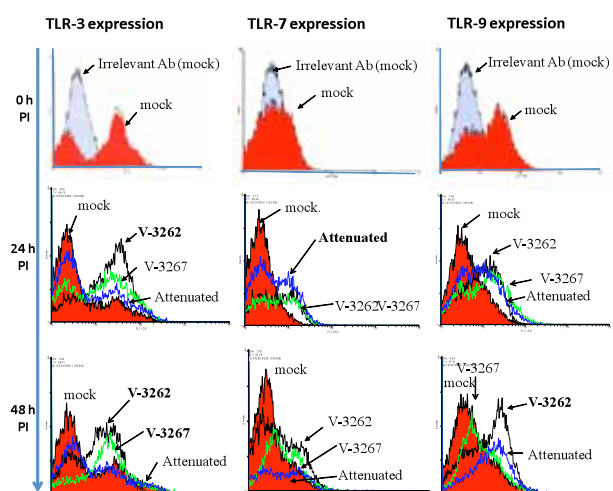 TLR-3 expression
TLR-7 expression
TLR-9 expression
0 h
PI
Irrelevant Ab (mock)
mock
Irrelevant Ab (mock)
mock
Irrelevant Ab (mock)
mock
24 h
PI
mock
V-3262
V-3267
Attenuated
mock.
Attenuated
V-3262V-3267
mock
V-3262
V-3267
Attenuated
48 h
PI
mock
V-3262
V-3267
Attenuated
mock
V-3262
V-3267
Attenuated
V-3267
mock
V-3262
Attenuated